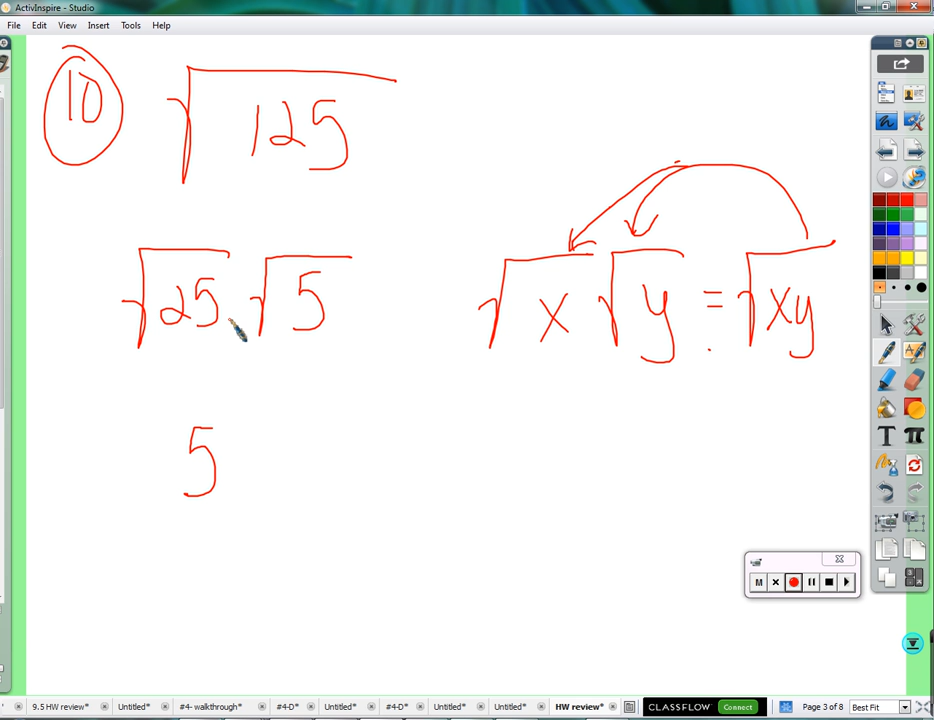 ActivInspire - Studio
File Edit View Insert Tools Help
10
√125
√25 √5
√x √y = √xy
5
M
9.5 HW review* Untitled* #4- walkthrough* #4-D* Untitled* #4-D* Untitled* Untitled* HW review* CLASSFLOW Connect Page 3 of 8 Best Fit